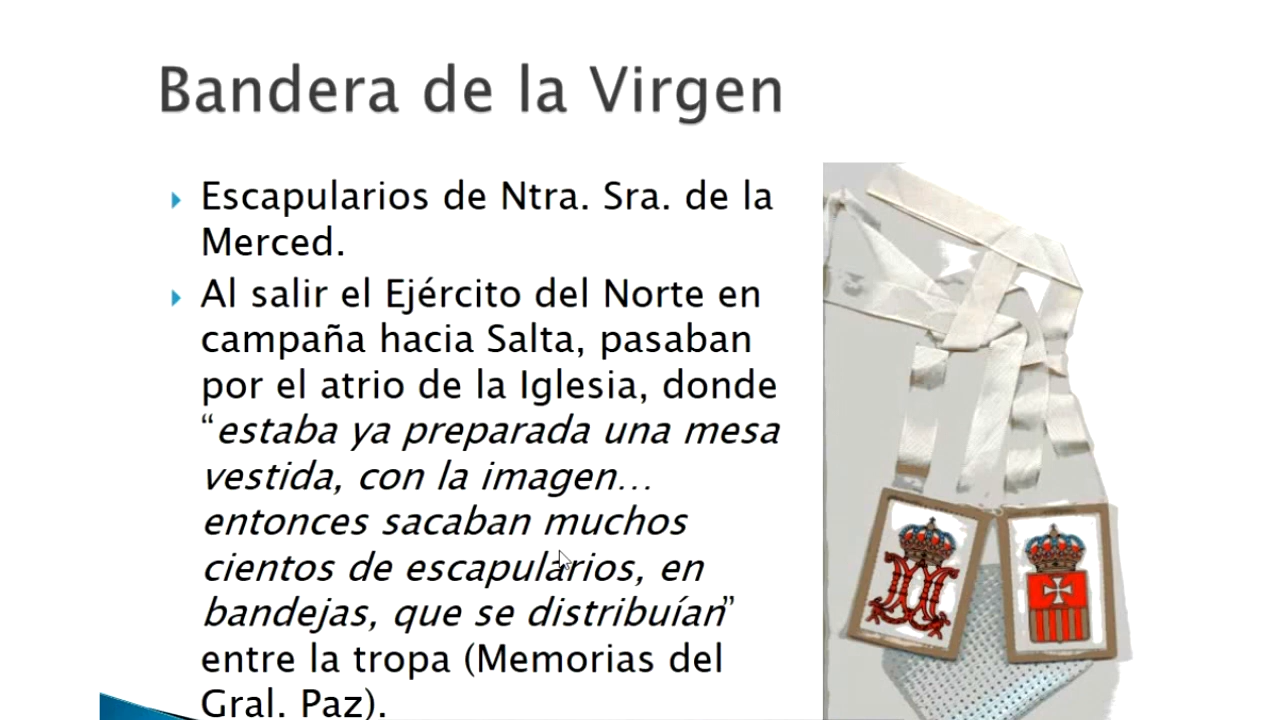 Bandera de la Virgen
Escapularios de Ntra. Sra. de la
Merced.
Al salir el Ejército del Norte en
campaña hacia Salta, pasaban
por el atrio de la Iglesia, donde
“estaba ya preparada una mesa
vestida, con la imagen…
entonces sacaban muchos
cientos de escapularios, en
bandejas, que se distribuían”
entre la tropa (Memorias del
Gral. Paz).